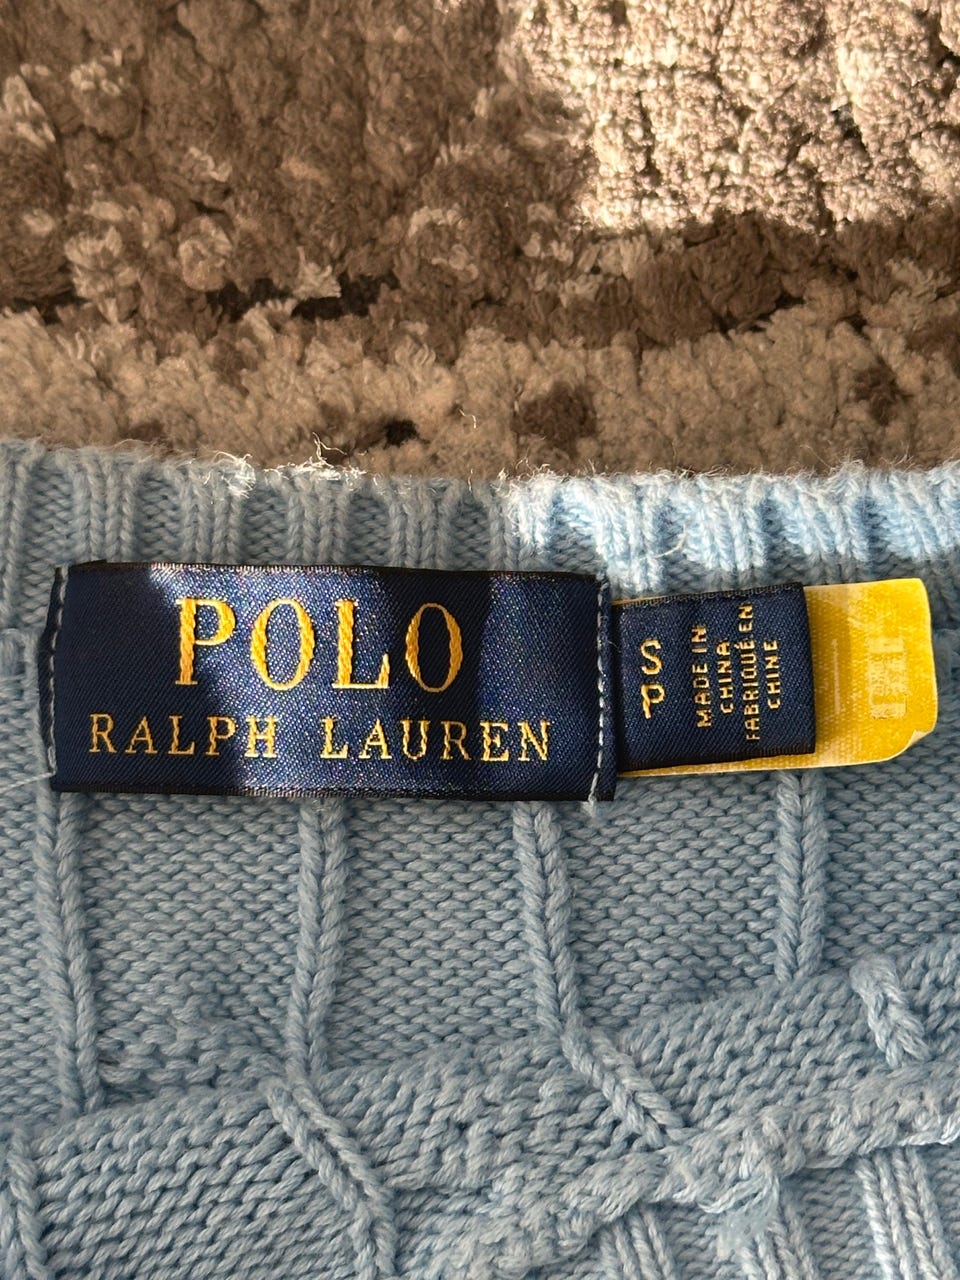 POLO
RALPH LAUREN
S
P
MADE IN
CHINA
FABRIQUÉ EN
CHINE